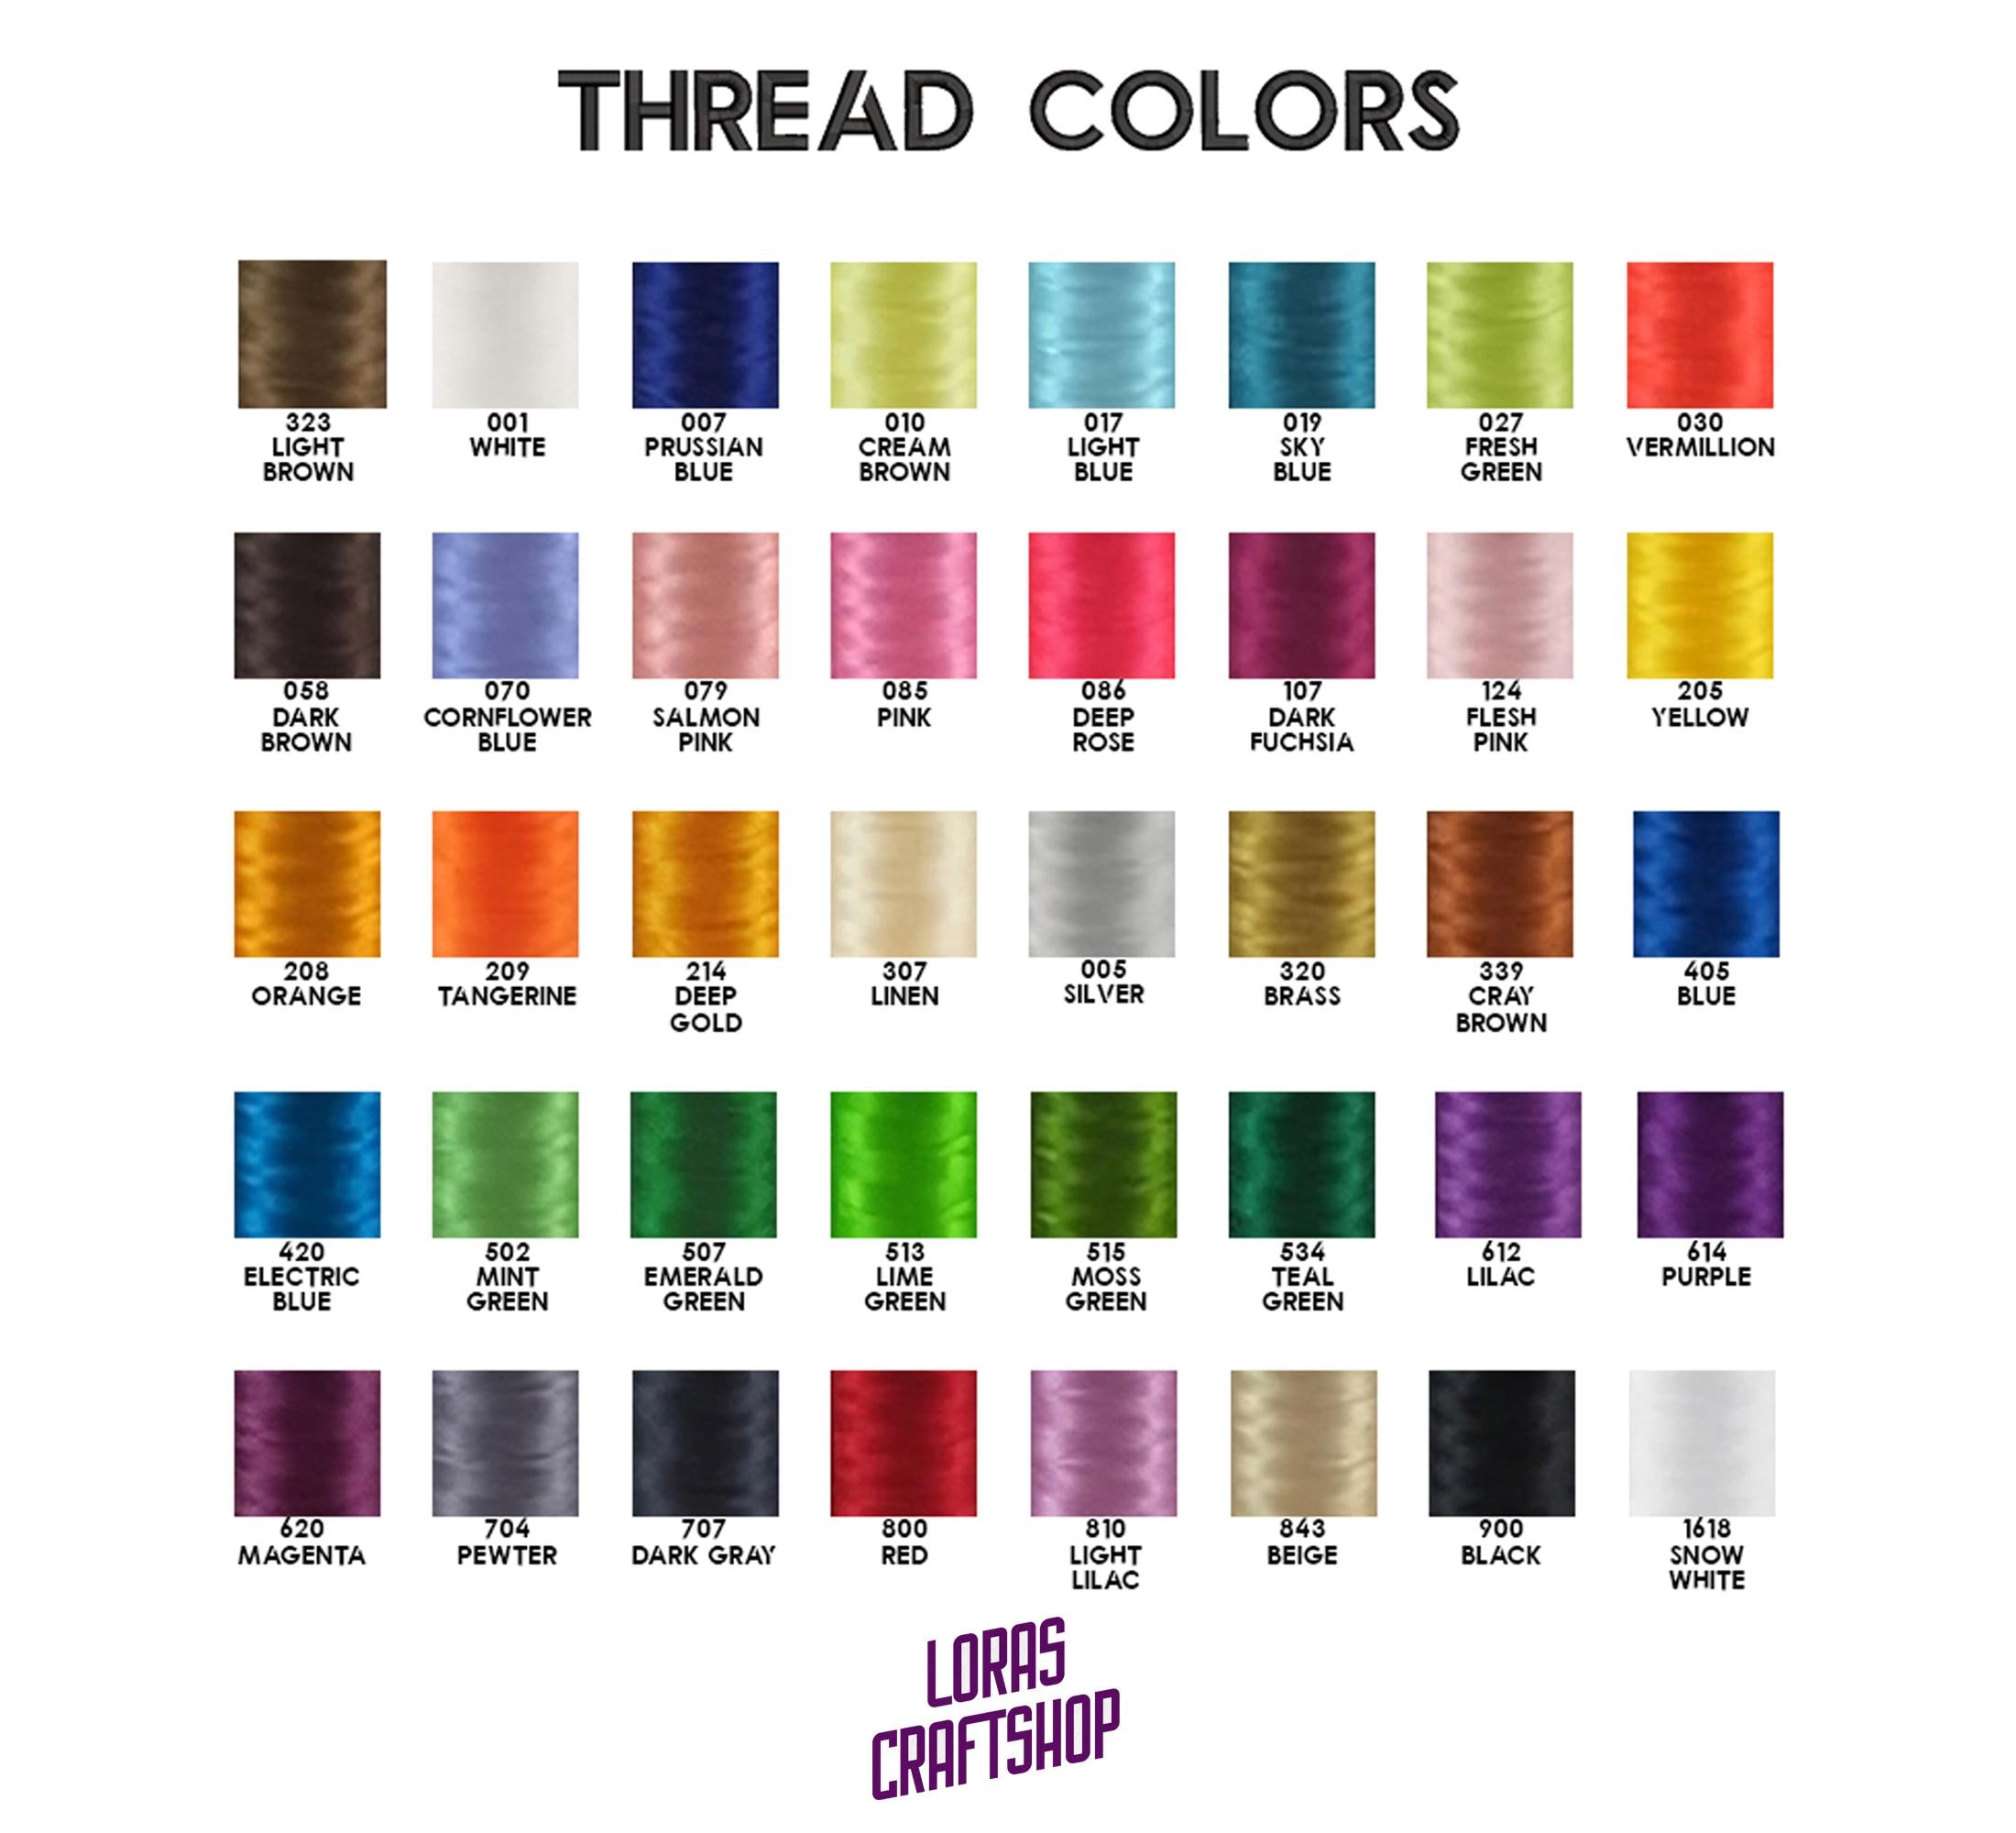 THREAD COLORS
323
LIGHT
BROWN
001
WHITE
007
PRUSSIAN
BLUE
010
CREAM
BROWN
017
LIGHT
BLUE
019
SKY
BLUE
027
FRESH
GREEN
030
VERMILLION
058
DARK
BROWN
070
CORNFLOWER
BLUE
079
SALMON
PINK
085
PINK
086
DEEP
ROSE
107
DARK
FUCHSIA
124
FLESH
PINK
205
YELLOW
208
ORANGE
209
TANGERINE
214
DEEP
GOLD
307
LINEN
005
SILVER
320
BRASS
339
CRAY
BROWN
405
BLUE
420
ELECTRIC
BLUE
502
MINT
GREEN
507
EMERALD
GREEN
513
LIME
GREEN
515
MOSS
GREEN
534
TEAL
GREEN
612
LILAC
614
PURPLE
620
MAGENTA
704
PEWTER
707
DARK GRAY
800
RED
810
LIGHT
LILAC
843
BEIGE
900
BLACK
1618
SNOW
WHITE
LORAS
CRAFTSHOP